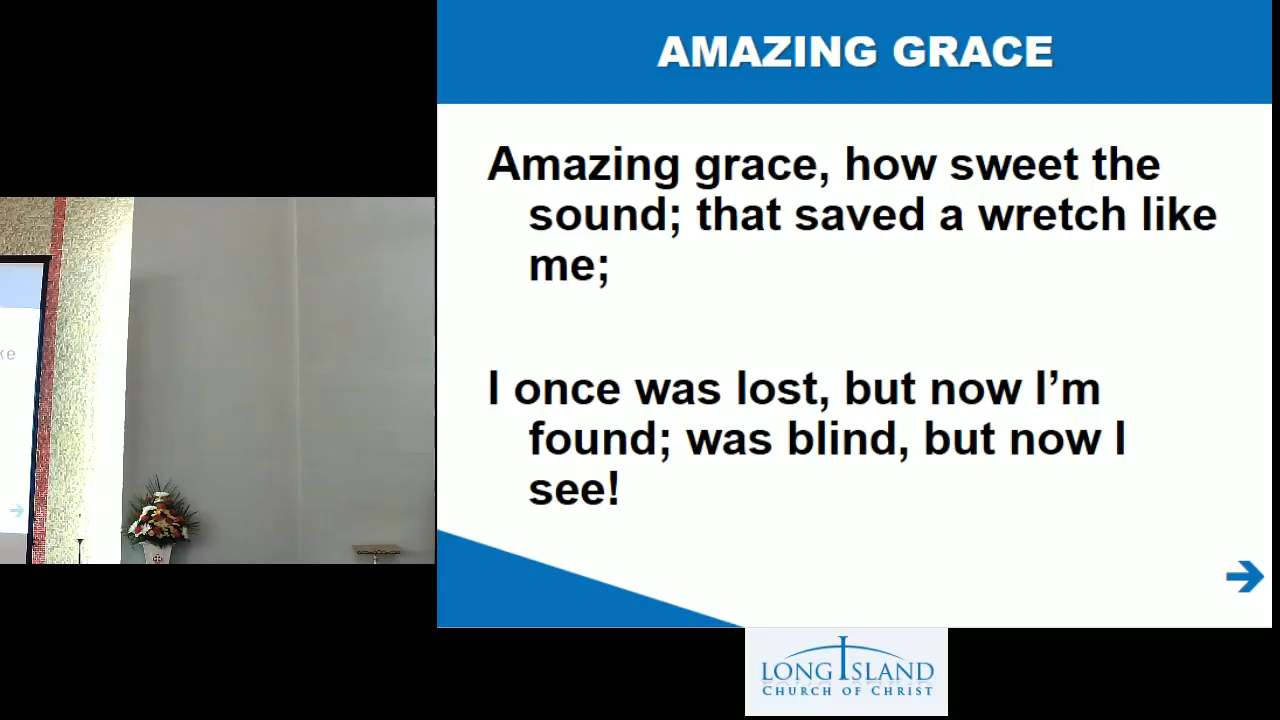 AMAZING GRACE
Amazing grace, how sweet the
sound; that saved a wretch like
me;
I once was lost, but now I’m
found; was blind, but now I
see!
ke
LONG ISLAND
CHURCH OF CHRIST